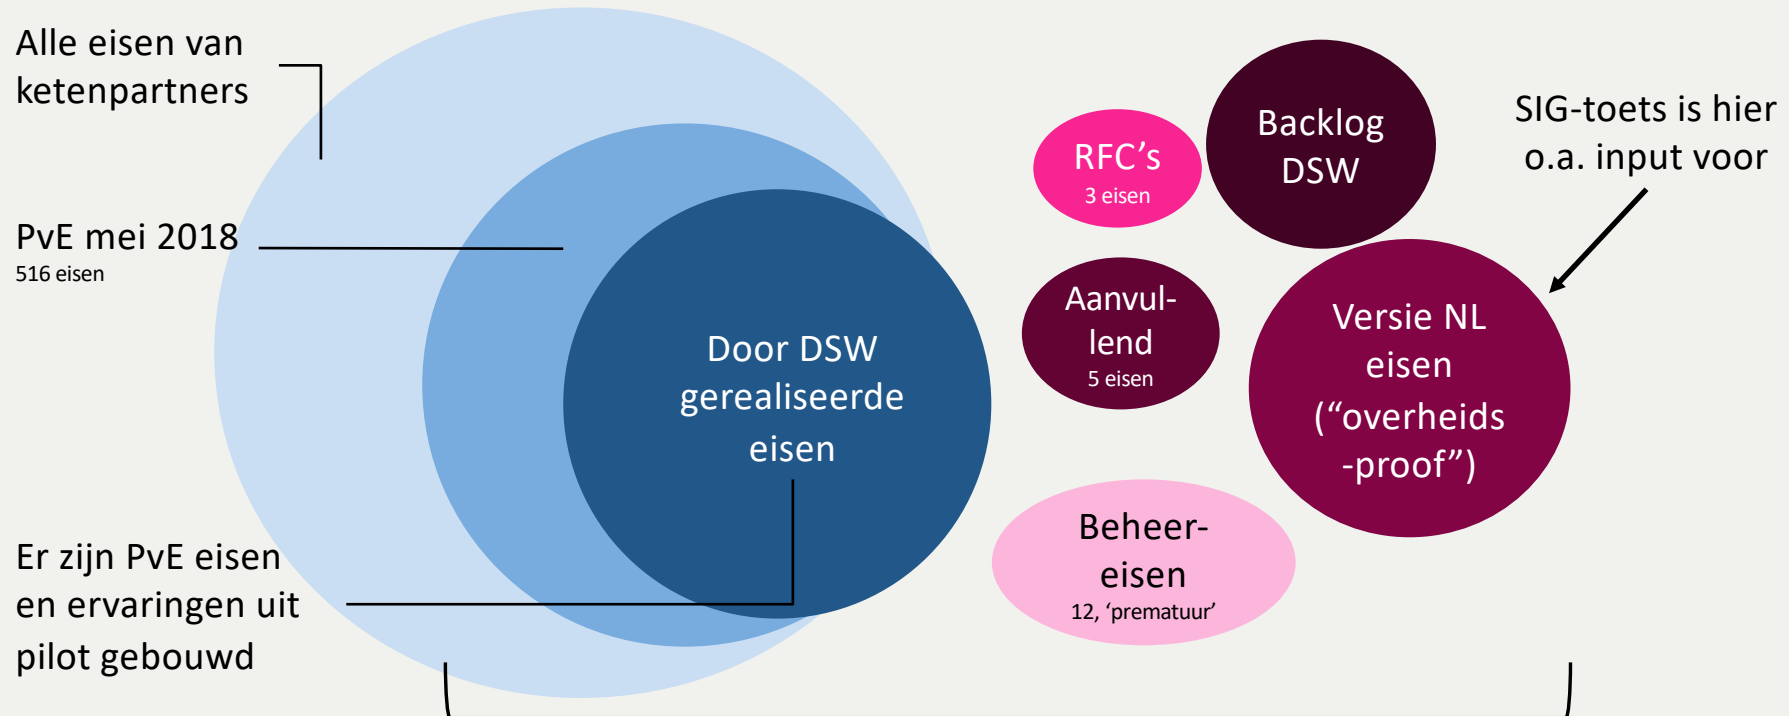 Alle eisen van
ketenpartners
PvE mei 2018
516 eisen
Er zijn PvE eisen
en ervaringen uit
pilot gebouwd
Door DSW
gerealiseerde
eisen
RFC’s
3 eisen
Backlog
DSW
Aanvul-
lend
5 eisen
Versie NL
eisen
(“overheids
-proof”)
Beheer-
eisen
12, ‘prematuur’
SIG-toets is hier
o.a. input voor